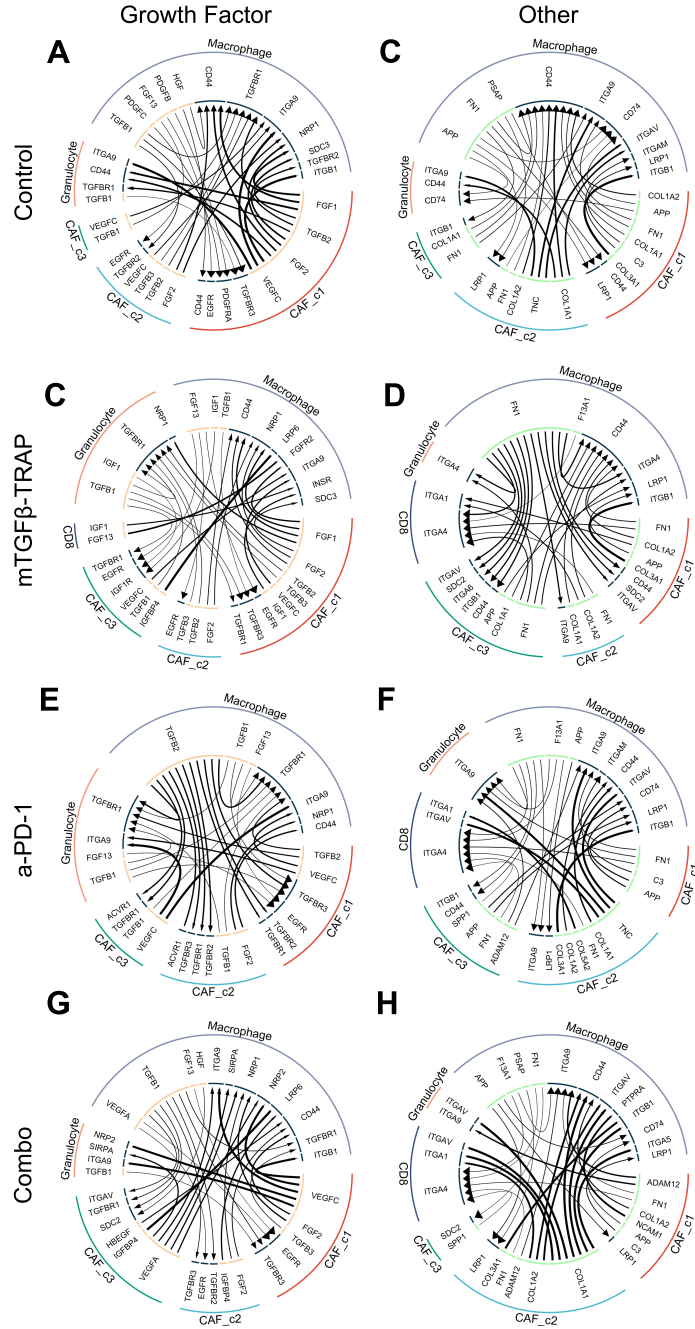 Growth Factor
Other
Control
A
Macrophage
CD44
TGFBR1
ITGA9
NRP1
SDC3
TGFBR2
ITGB1
FGF1
TGFB2
FGF2
VEGFC
CAF_c1
TGFBR3
PDGFRA
EGFR
CD44
FGF2
TGFB2
TGFB3
VEGFC
TGFBR2
EGFR
CAF_c2
TGFB1
VEGFC
CAF_c3
TGFB1
TGFBR1
CD44
ITGA9
Granulocyte
TGFB1
PDGFC
FGF13
PDGFB
HGF
C
Macrophage
CD44
ITGA9
CD74
ITGAV
ITGAM
LRP1
ITGB1
COL1A2
APP
FN1
COL1A1
C3
COL3A1
CD44
LRP1
CAF_c1
COL1A1
TNC
COL1A2
FN1
APP
LRP1
CAF_c2
FN1
COL1A1
ITGB1
CAF_c3
CD74
CD44
ITGA9
Granulocyte
APP
FN1
PSAP
mTGFβ-TRAP
C
Macrophage
FGF13
IGF1
TGFB1
CD44
NRP1
LRP6
FGFR2
ITGA9
INSR
SDC3
FGF1
FGF2
TGFB2
TGFB3
VEGFC
IGF1
EGFR
TGFBR3
TGFBR1
CAF_c1
FGF2
TGFB2
TGFB3
EGFR
CAF_c2
IGFBP4
TGFB1
VEGFC
IGF1R
EGFR
TGFBR1
CAF_c3
FGF13
IGF1
CD8
TGFB1
IGF1
TGFBR1
NRP1
Granulocyte
D
Macrophage
FN1
F13A1
CD44
ITGA4
LRP1
ITGB1
FN1
COL1A2
APP
COL3A1
CD44
SDC2
ITGAV
CAF_c1
FN1
COL1A2
COL1A1
ITGA9
CAF_c2
FN1
COL1A1
APP
CD44
ITGB1
ITGA6
SDC2
ITGAV
CAF_c3
ITGA4
ITGA1
CD8
ITGA4
Granulocyte
a-PD-1
E
Macrophage
TGFB2
TGFB1
FGF13
TGFBR1
ITGA9
NRP1
CD44
TGFB2
VEGFC
TGFBR3
EGFR
TGFBR2
TGFBR1
CAF_c1
FGF2
TGFB1
TGFBR2
TGFBR1
TGFBR3
ACVR1
CAF_c2
VEGFC
TGFB1
TGFBR1
ACVR1
CAF_c3
TGFB1
FGF13
ITGA9
TGFBR1
Granulocyte
F
Macrophage
FN1
F13A1
APP
ITGA9
ITGAM
CD44
ITGAV
CD74
LRP1
ITGB1
FN1
C3
APP
CAF_c1
TNC
COL1A1
FN1
COL5A2
COL1A2
COL3A1
LRP1
ITGA9
CAF_c2
ADAM12
FN1
APP
SPP1
CD44
ITGB1
CAF_c3
ITGA4
ITGAV
ITGA1
CD8
ITGA9
Granulocyte
Combo
G
Macrophage
VEGFA
TGFB1
FGF13
HGF
ITGA9
SIRPA
NRP1
NRP2
LRP6
CD44
TGFBR1
ITGB1
VEGFC
FGF2
TGFB3
EGFR
TGFBR3
CAF_c1
FGF2
IGFBP4
TGFBR2
EGFR
TGFBR3
CAF_c2
VEGFA
IGFBP4
HBEGF
SDC2
TGFBR1
ITGAV
CAF_c3
TGFB1
ITGA9
SIRPA
NRP2
Granulocyte
H
Macrophage
APP
F13A1
PSAP
FN1
ITGA9
CD44
ITGAV
PTPRA
ITGB1
CD74
ITGA5
LRP1
ADAM12
FN1
COL1A2
NCAM1
APP
C3
LRP1
CAF_c1
COL1A1
COL1A2
ADAM12
FN1
COL3A1
LRP1
CAF_c2
SPP1
SDC2
CAF_c3
ITGA4
ITGA1
ITGAV
CD8
ITGA9
ITGAV
Granulocyte